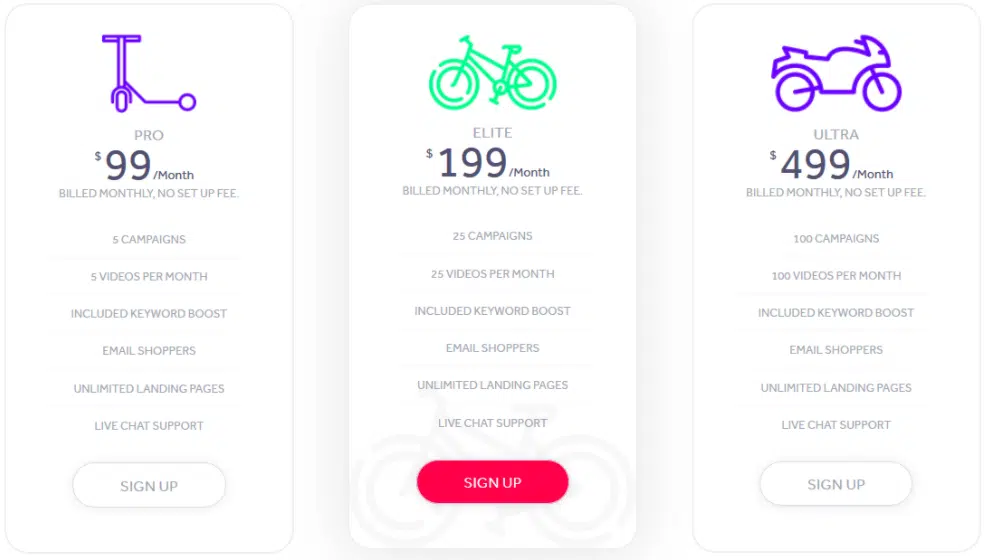 PRO
$99/Month
BILLED MONTHLY, NO SET UP FEE.
5 CAMPAIGNS
5 VIDEOS PER MONTH
INCLUDED KEYWORD BOOST
EMAIL SHOPPERS
UNLIMITED LANDING PAGES
LIVE CHAT SUPPORT
SIGN UP
ELITE
$199/Month
BILLED MONTHLY, NO SET UP FEE.
25 CAMPAIGNS
25 VIDEOS PER MONTH
INCLUDED KEYWORD BOOST
EMAIL SHOPPERS
UNLIMITED LANDING PAGES
LIVE CHAT SUPPORT
SIGN UP
ULTRA
$499/Month
BILLED MONTHLY, NO SET UP FEE.
100 CAMPAIGNS
100 VIDEOS PER MONTH
INCLUDED KEYWORD BOOST
EMAIL SHOPPERS
UNLIMITED LANDING PAGES
LIVE CHAT SUPPORT
SIGN UP